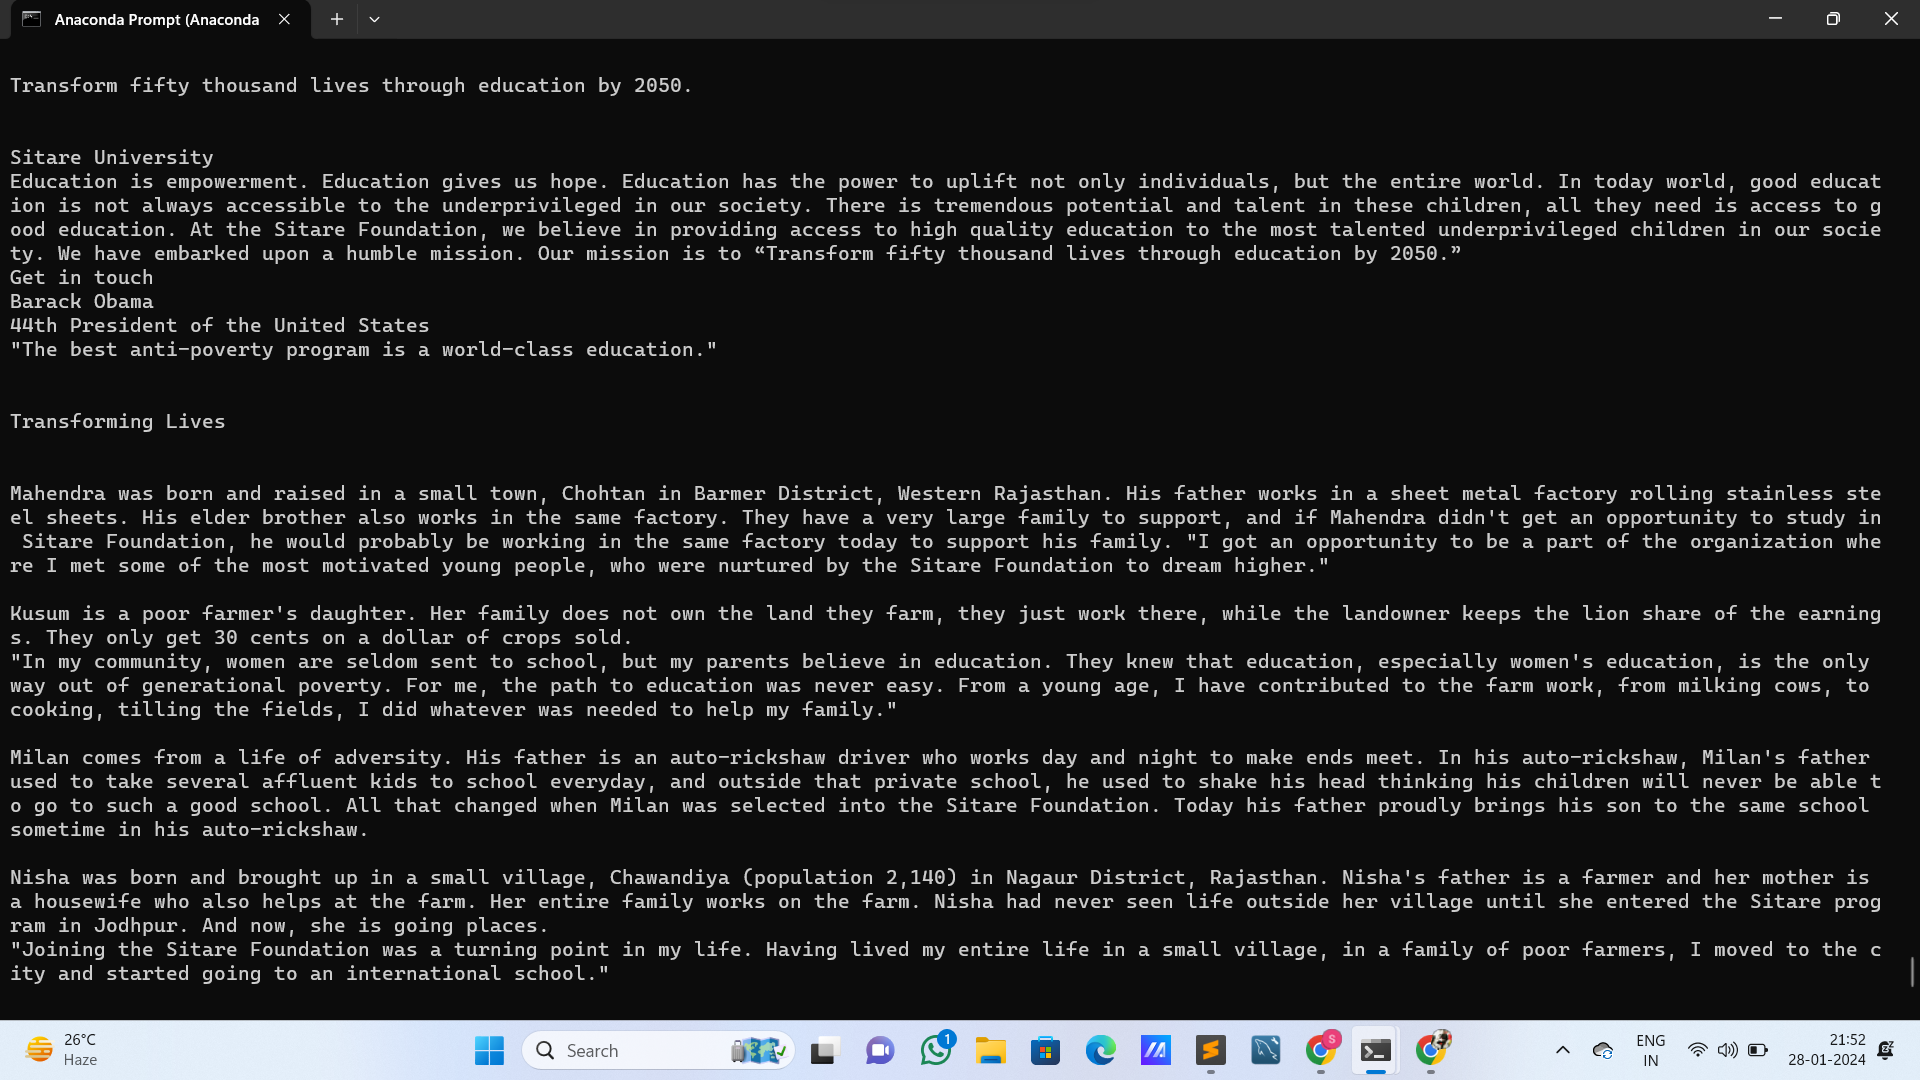 Anaconda Prompt (Anaconda
Transform fifty thousand lives through education by 2050.
Sitare University
Education is empowerment. Education gives us hope. Education has the power to uplift not only individuals, but the entire world. In today world, good educat
ion is not always accessible to the underprivileged in our society. There is tremendous potential and talent in these children, all they need is access to g
ood education. At the Sitare Foundation, we believe in providing access to high quality education to the most talented underprivileged children in our socie
ty. We have embarked upon a humble mission. Our mission is to “Transform fifty thousand lives through education by 2050.”
Get in touch
Barack Obama
44th President of the United States
"The best anti-poverty program is a world-class education."
Transforming Lives
Mahendra was born and raised in a small town, Chohtan in Barmer District, Western Rajasthan. His father works in a sheet metal factory rolling stainless ste
el sheets. His elder brother also works in the same factory. They have a very large family to support, and if Mahendra didn't get an opportunity to study in
Sitare Foundation, he would probably be working in the same factory today to support his family. "I got an opportunity to be a part of the organization whe
re I met some of the most motivated young people, who were nurtured by the Sitare Foundation to dream higher."
Kusum is a poor farmer's daughter. Her family does not own the land they farm, they just work there, while the landowner keeps the lion share of the earning
s. They only get 30 cents on a dollar of crops sold.
"In my community, women are seldom sent to school, but my parents believe in education. They knew that education, especially women's education, is the only
way out of generational poverty. For me, the path to education was never easy. From a young age, I have contributed to the farm work, from milking cows, to
cooking, tilling the fields, I did whatever was needed to help my family."
Milan comes from a life of adversity. His father is an auto-rickshaw driver who works day and night to make ends meet. In his auto-rickshaw, Milan's father
used to take several affluent kids to school everyday, and outside that private school, he used to shake his head thinking his children will never be able t
o go to such a good school. All that changed when Milan was selected into the Sitare Foundation. Today his father proudly brings his son to the same school
sometime in his auto-rickshaw.
Nisha was born and brought up in a small village, Chawandiya (population 2,140) in Nagaur District, Rajasthan. Nisha's father is a farmer and her mother is
a housewife who also helps at the farm. Her entire family works on the farm. Nisha had never seen life outside her village until she entered the Sitare prog
ram in Jodhpur. And now, she is going places.
"Joining the Sitare Foundation was a turning point in my life. Having lived my entire life in a small village, in a family of poor farmers, I moved to the c
ity and started going to an international school."
26°C
Haze
Search
1
S
ENG
IN
21:52
28-01-2024